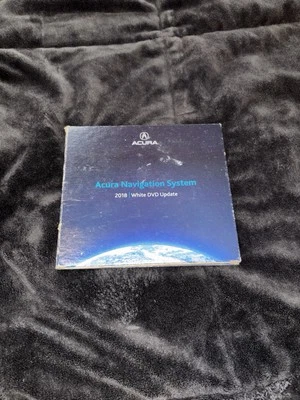 ACURA
Acura Navigation System
2018 | White DVD Update